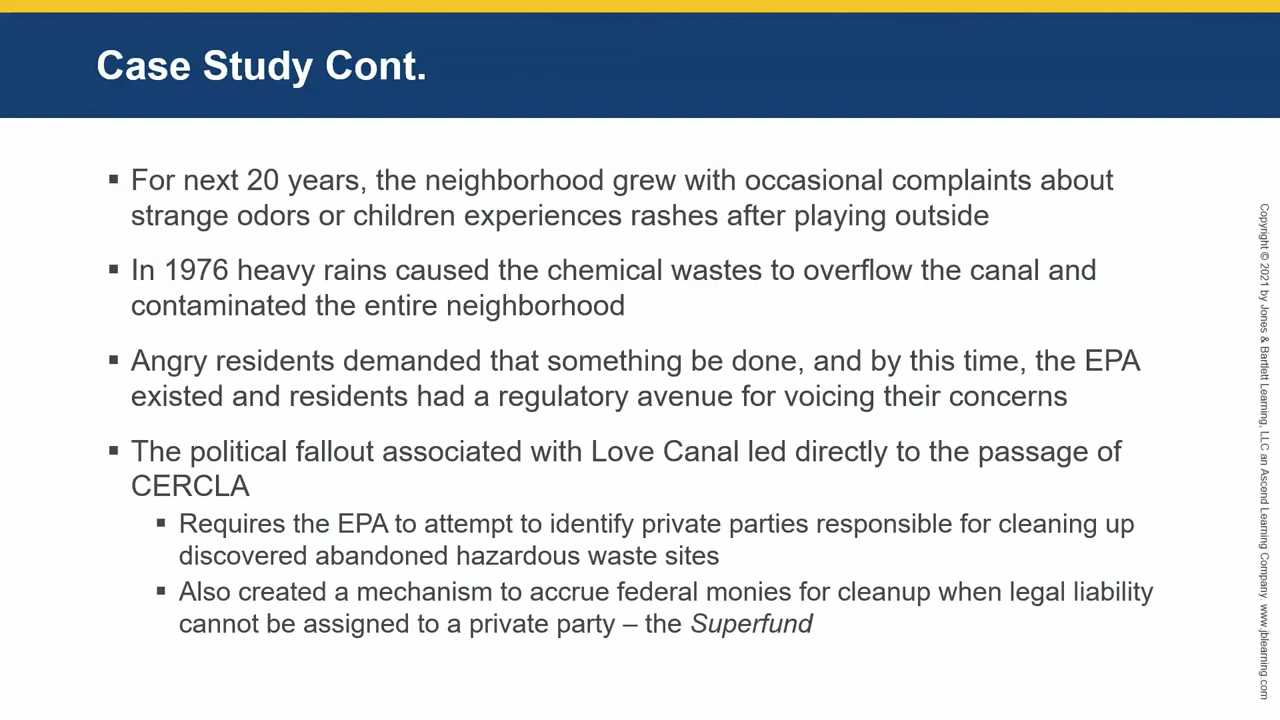 Case Study Cont.
▪ For next 20 years, the neighborhood grew with occasional complaints about
strange odors or children experiences rashes after playing outside
▪ In 1976 heavy rains caused the chemical wastes to overflow the canal and
contaminated the entire neighborhood
▪ Angry residents demanded that something be done, and by this time, the EPA
existed and residents had a regulatory avenue for voicing their concerns
▪ The political fallout associated with Love Canal led directly to the passage of
CERCLA
▪ Requires the EPA to attempt to identify private parties responsible for cleaning up
discovered abandoned hazardous waste sites
▪ Also created a mechanism to accrue federal monies for cleanup when legal liability
cannot be assigned to a private party – the Superfund
Copyright © 2021 by Jones & Bartlett Learning, LLC an Ascend Learning Company. www.jblearning.com